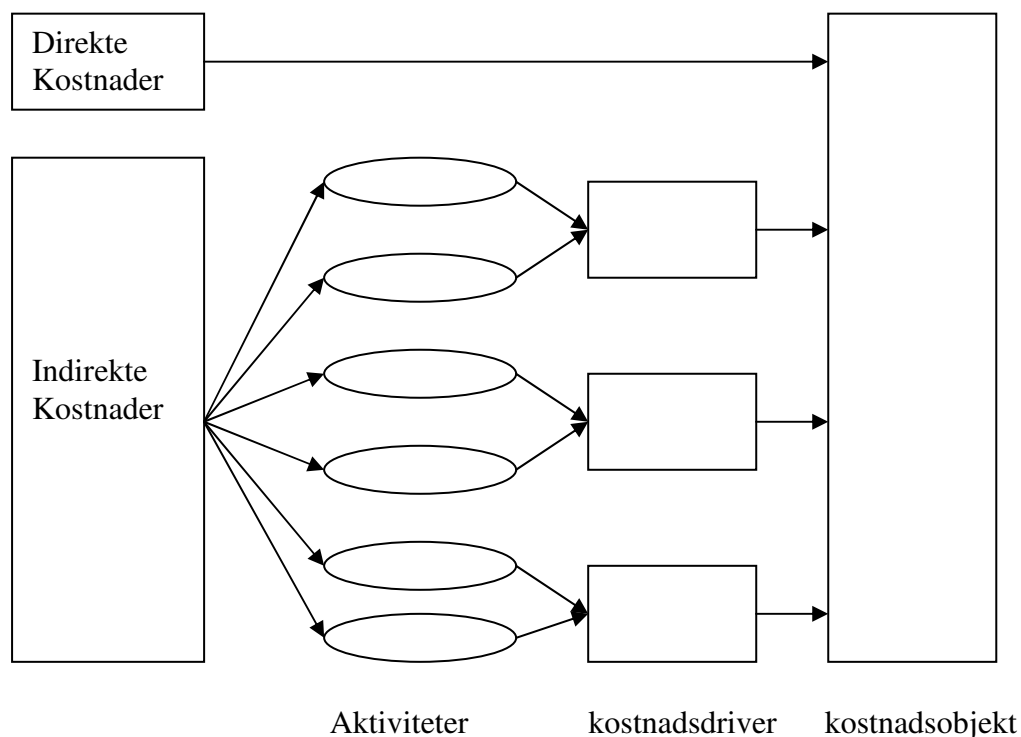 Direkte
Kostnader
Indirekte
Kostnader
Aktiviteter kostnadsdriver kostnadsobjekt